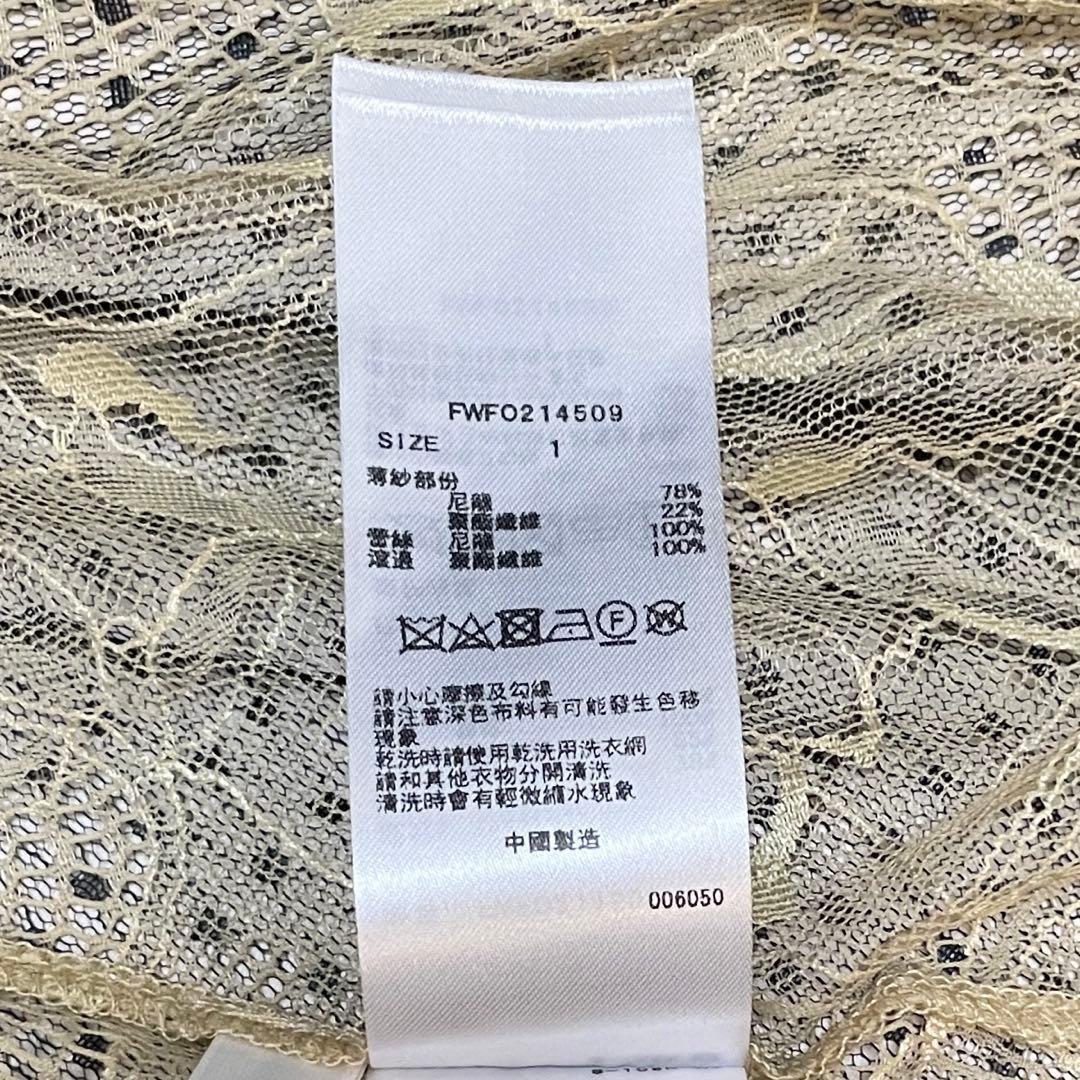 FWFO214509
SIZE 1
薄紗部份
尼龍 78%
聚酯纖維 22%
蕾絲 尼龍 100%
滾邊 聚酯纖維 100%
F
W
請小心摩擦及勾線
請注意深色布料有可能發生色移
現象
乾洗時請使用乾洗用洗衣網
請和其他衣物分開清洗
清洗時會有輕微縮水現象
中國製造
006050